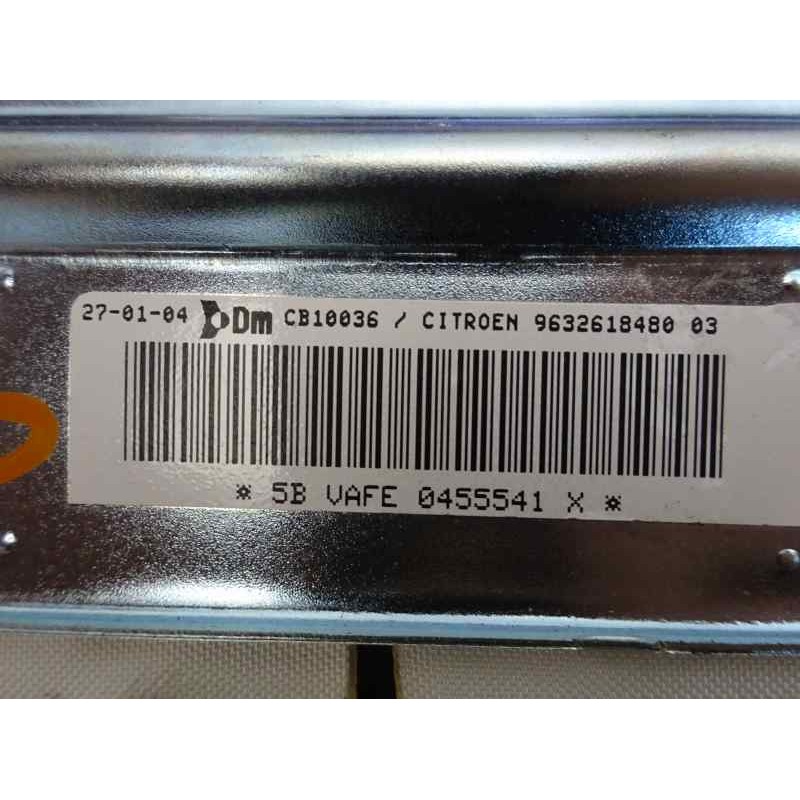 27-01-04 Dm CB10036 / CITROEN 9632618480 03
* 5B VAFE 0455541 X *